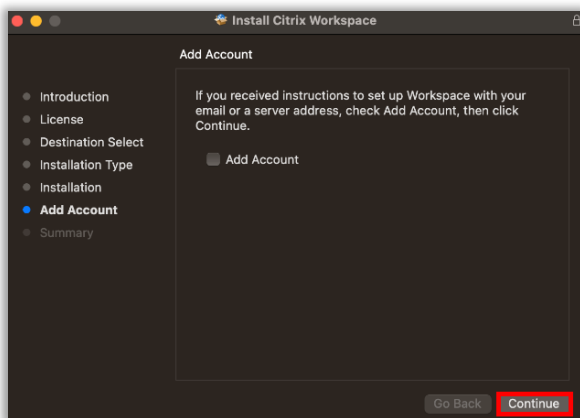 Install Citrix Workspace
Add Account
Introduction
License
Destination Select
Installation Type
Installation
Add Account
Summary
If you received instructions to set up Workspace with your
email or a server address, check Add Account, then click
Continue.
Add Account
Go Back
Continue